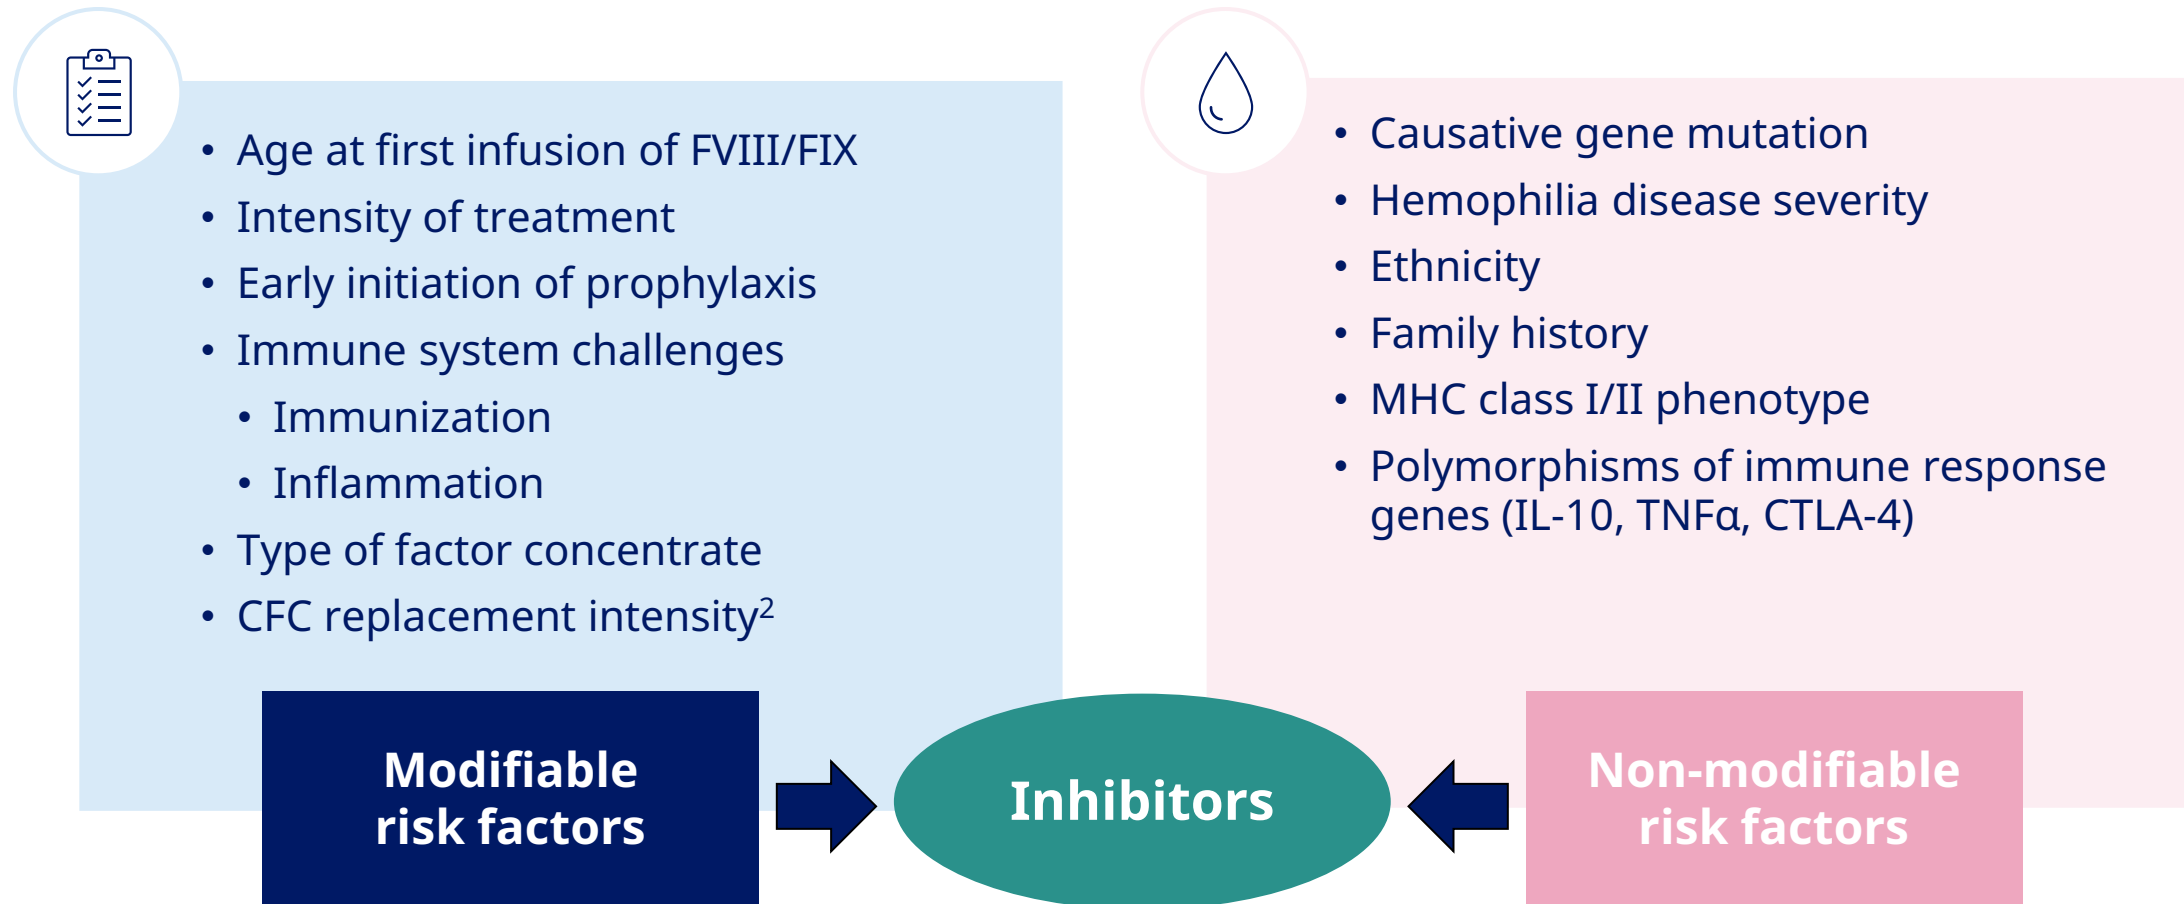 • Age at first infusion of FVIII/FIX
• Intensity of treatment
• Early initiation of prophylaxis
• Immune system challenges
• Immunization
• Inflammation
• Type of factor concentrate
• CFC replacement intensity²
Modifiable
risk factors
• Causative gene mutation
• Hemophilia disease severity
• Ethnicity
• Family history
• MHC class I/II phenotype
• Polymorphisms of immune response
genes (IL-10, TNFα, CTLA-4)
Inhibitors
Non-modifiable
risk factors